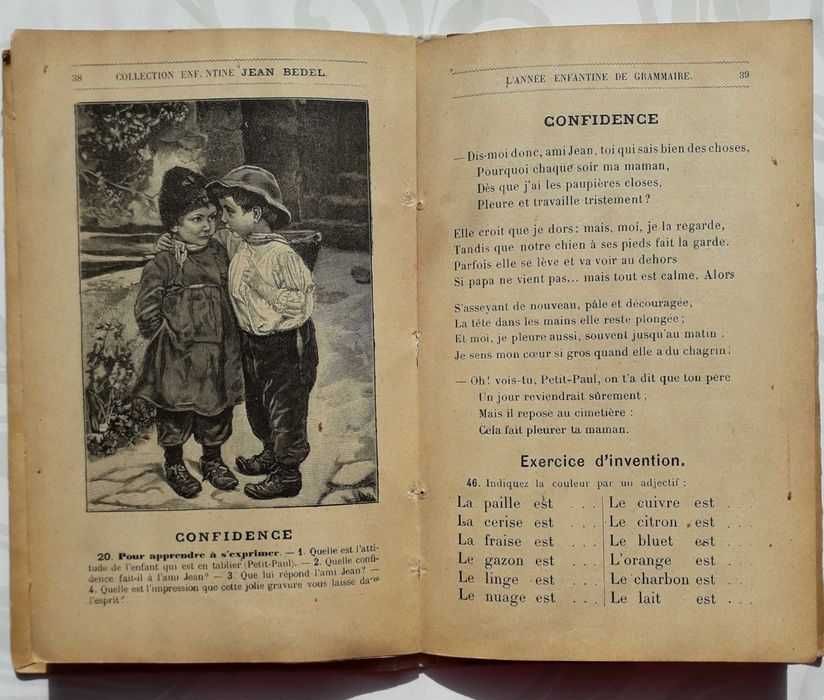 38
COLLECTION ENF NTINE JEAN BEDEL.
CONFIDENCE
20. Pour apprendre à s'exprimer. — 1. Quelle est l'atti-
tude de l'enfant qui est en tablier (Petit-Paul). — 2. Quelle confi-
dence fait-il à l'ami Jean? — 3. Que lui répond l'ami Jean? —
4. Quelle est l'impression que cette jolie gravure vous laisse da s
l'esprit?
L'ANNÉE ENFANTINE DE GRAMMAIRE.
39
CONFIDENCE
— Dis-moi donc, ami Jean, toi qui sais bien des choses,
Pourquoi chaque soir ma maman,
Dès que j'ai les paupières closes,
Pleure et travaille tristement?
Elle croit que je dors; mais, moi, je la regarde,
Tandis que notre chien à ses pieds fait la garde.
Parfois elle se lève et va voir au dehors
Si papa ne vient pas... mais tout est calme. Alors
S'asseyant de nouveau, pâle et découragée,
La tête dans les mains elle reste plongée;
Et moi, je pleure aussi, souvent jusqu'au matin.
Je sens mon cœur si gros quand elle a du chagrin!
— Oh! vois-tu, Petit-Paul, on t'a dit que ton père
Un jour reviendrait sûrement;
Mais il repose au cimetière:
Cela fait pleurer ta maman.
Exercice d'invention.
46. Indiquez la couleur par un adjectif:
La paille est ... Le cuivre est ...
La cerise est ... Le citron est ...
La fraise est ... Le bluet est ...
Le gazon est ... L'orange est ...
Le linge est ... Le charbon est ...
Le nuage est ... Le lait est ...